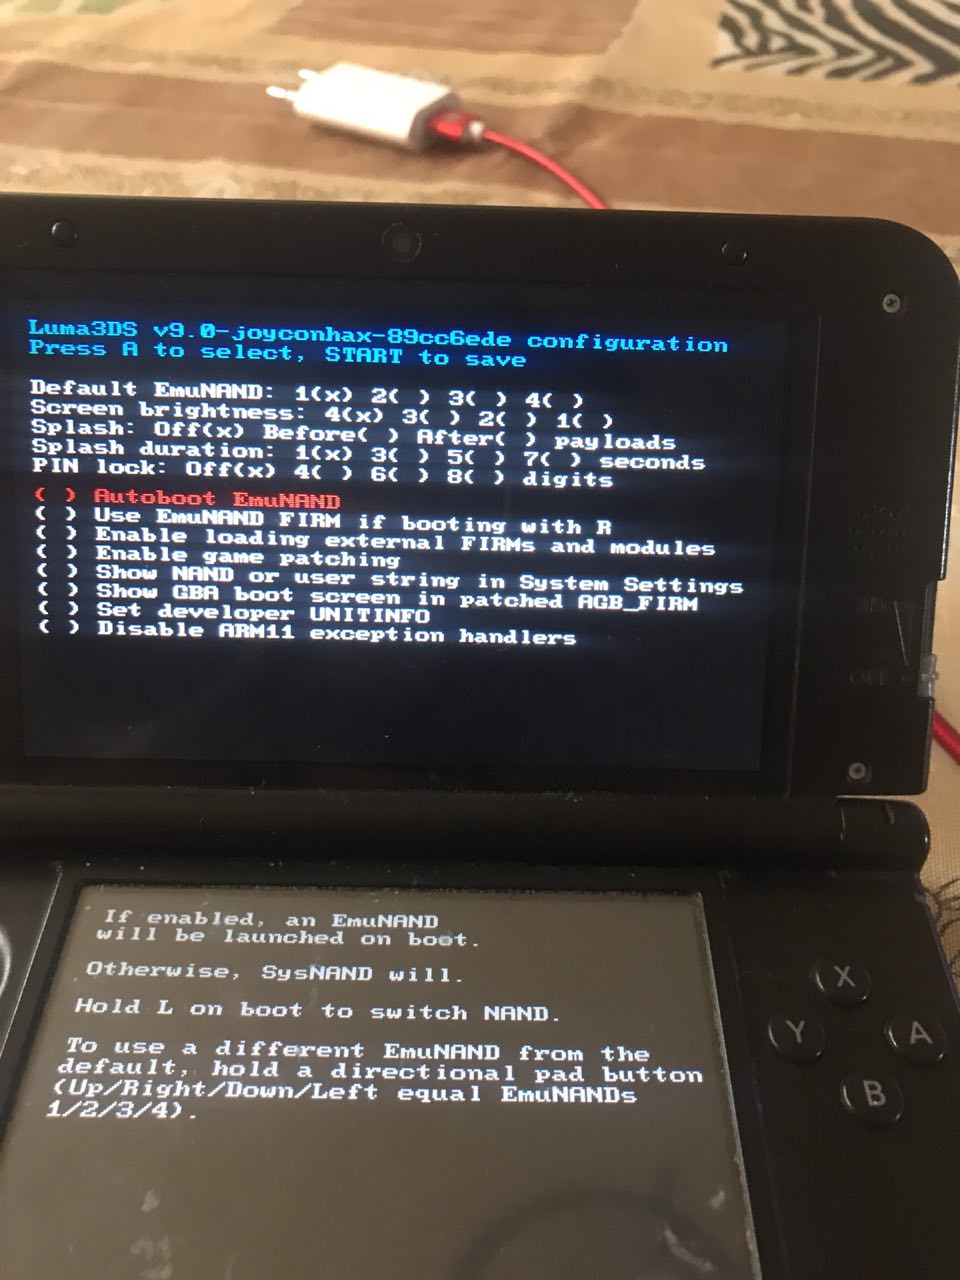 Luma3DS v9.0-joyconhax-89cc6ede configuration
Press A to select, START to save
Default EmuNAND: 1(x) 2( ) 3( ) 4( )
Screen brightness: 4(x) 3( ) 2( ) 1( )
Splash: Off(x) Before( ) After( ) payloads
Splash duration: 1(x) 3( ) 5( ) 7( ) seconds
PIN lock: Off(x) 4( ) 6( ) 8( ) digits
( ) Autoboot EmuNAND
( ) Use EmuNAND FIRM if booting with R
( ) Enable loading external FIRMs and modules
( ) Enable game patching
( ) Show NAND or user string in System Settings
( ) Show GBA boot screen in patched AGB_FIRM
( ) Set developer UNITINFO
( ) Disable ARM11 exception handlers
3D
OFF
If enabled, an EmuNAND
will be launched on boot.
Otherwise, SysNAND will.
Hold L on boot to switch NAND.
To use a different EmuNAND from the
default, hold a directional pad button
(Up/Right/Down/Left equal EmuNANDs
1/2/3/4).
X
Y
A
B